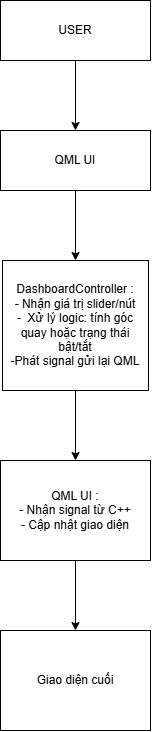 USER
QML UI
DashboardController :
- Nhận giá trị slider/nút
-  Xử lý logic: tính góc
quay hoặc trạng thái
bật/tắt
-Phát signal gửi lại QML
QML UI :
- Nhận signal từ C++
- Cập nhật giao diện
Giao diện cuối